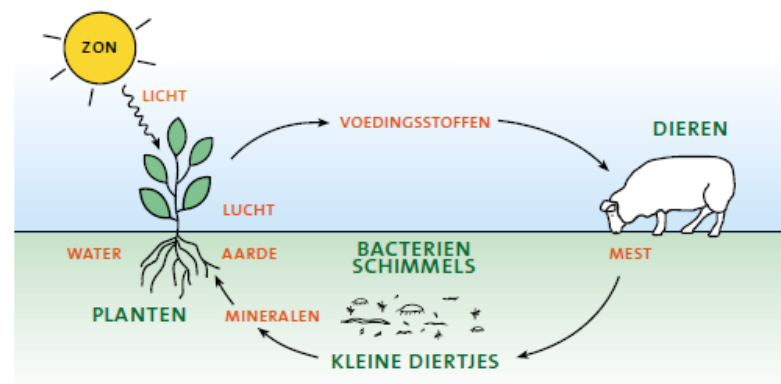 ZON
LICHT
VOEDINGSSTOFFEN
DIEREN
LUCHT
WATER
AARDE
BACTERIEN
SCHIMMELS
MEST
PLANTEN
MINERALEN
KLEINE DIERTJES